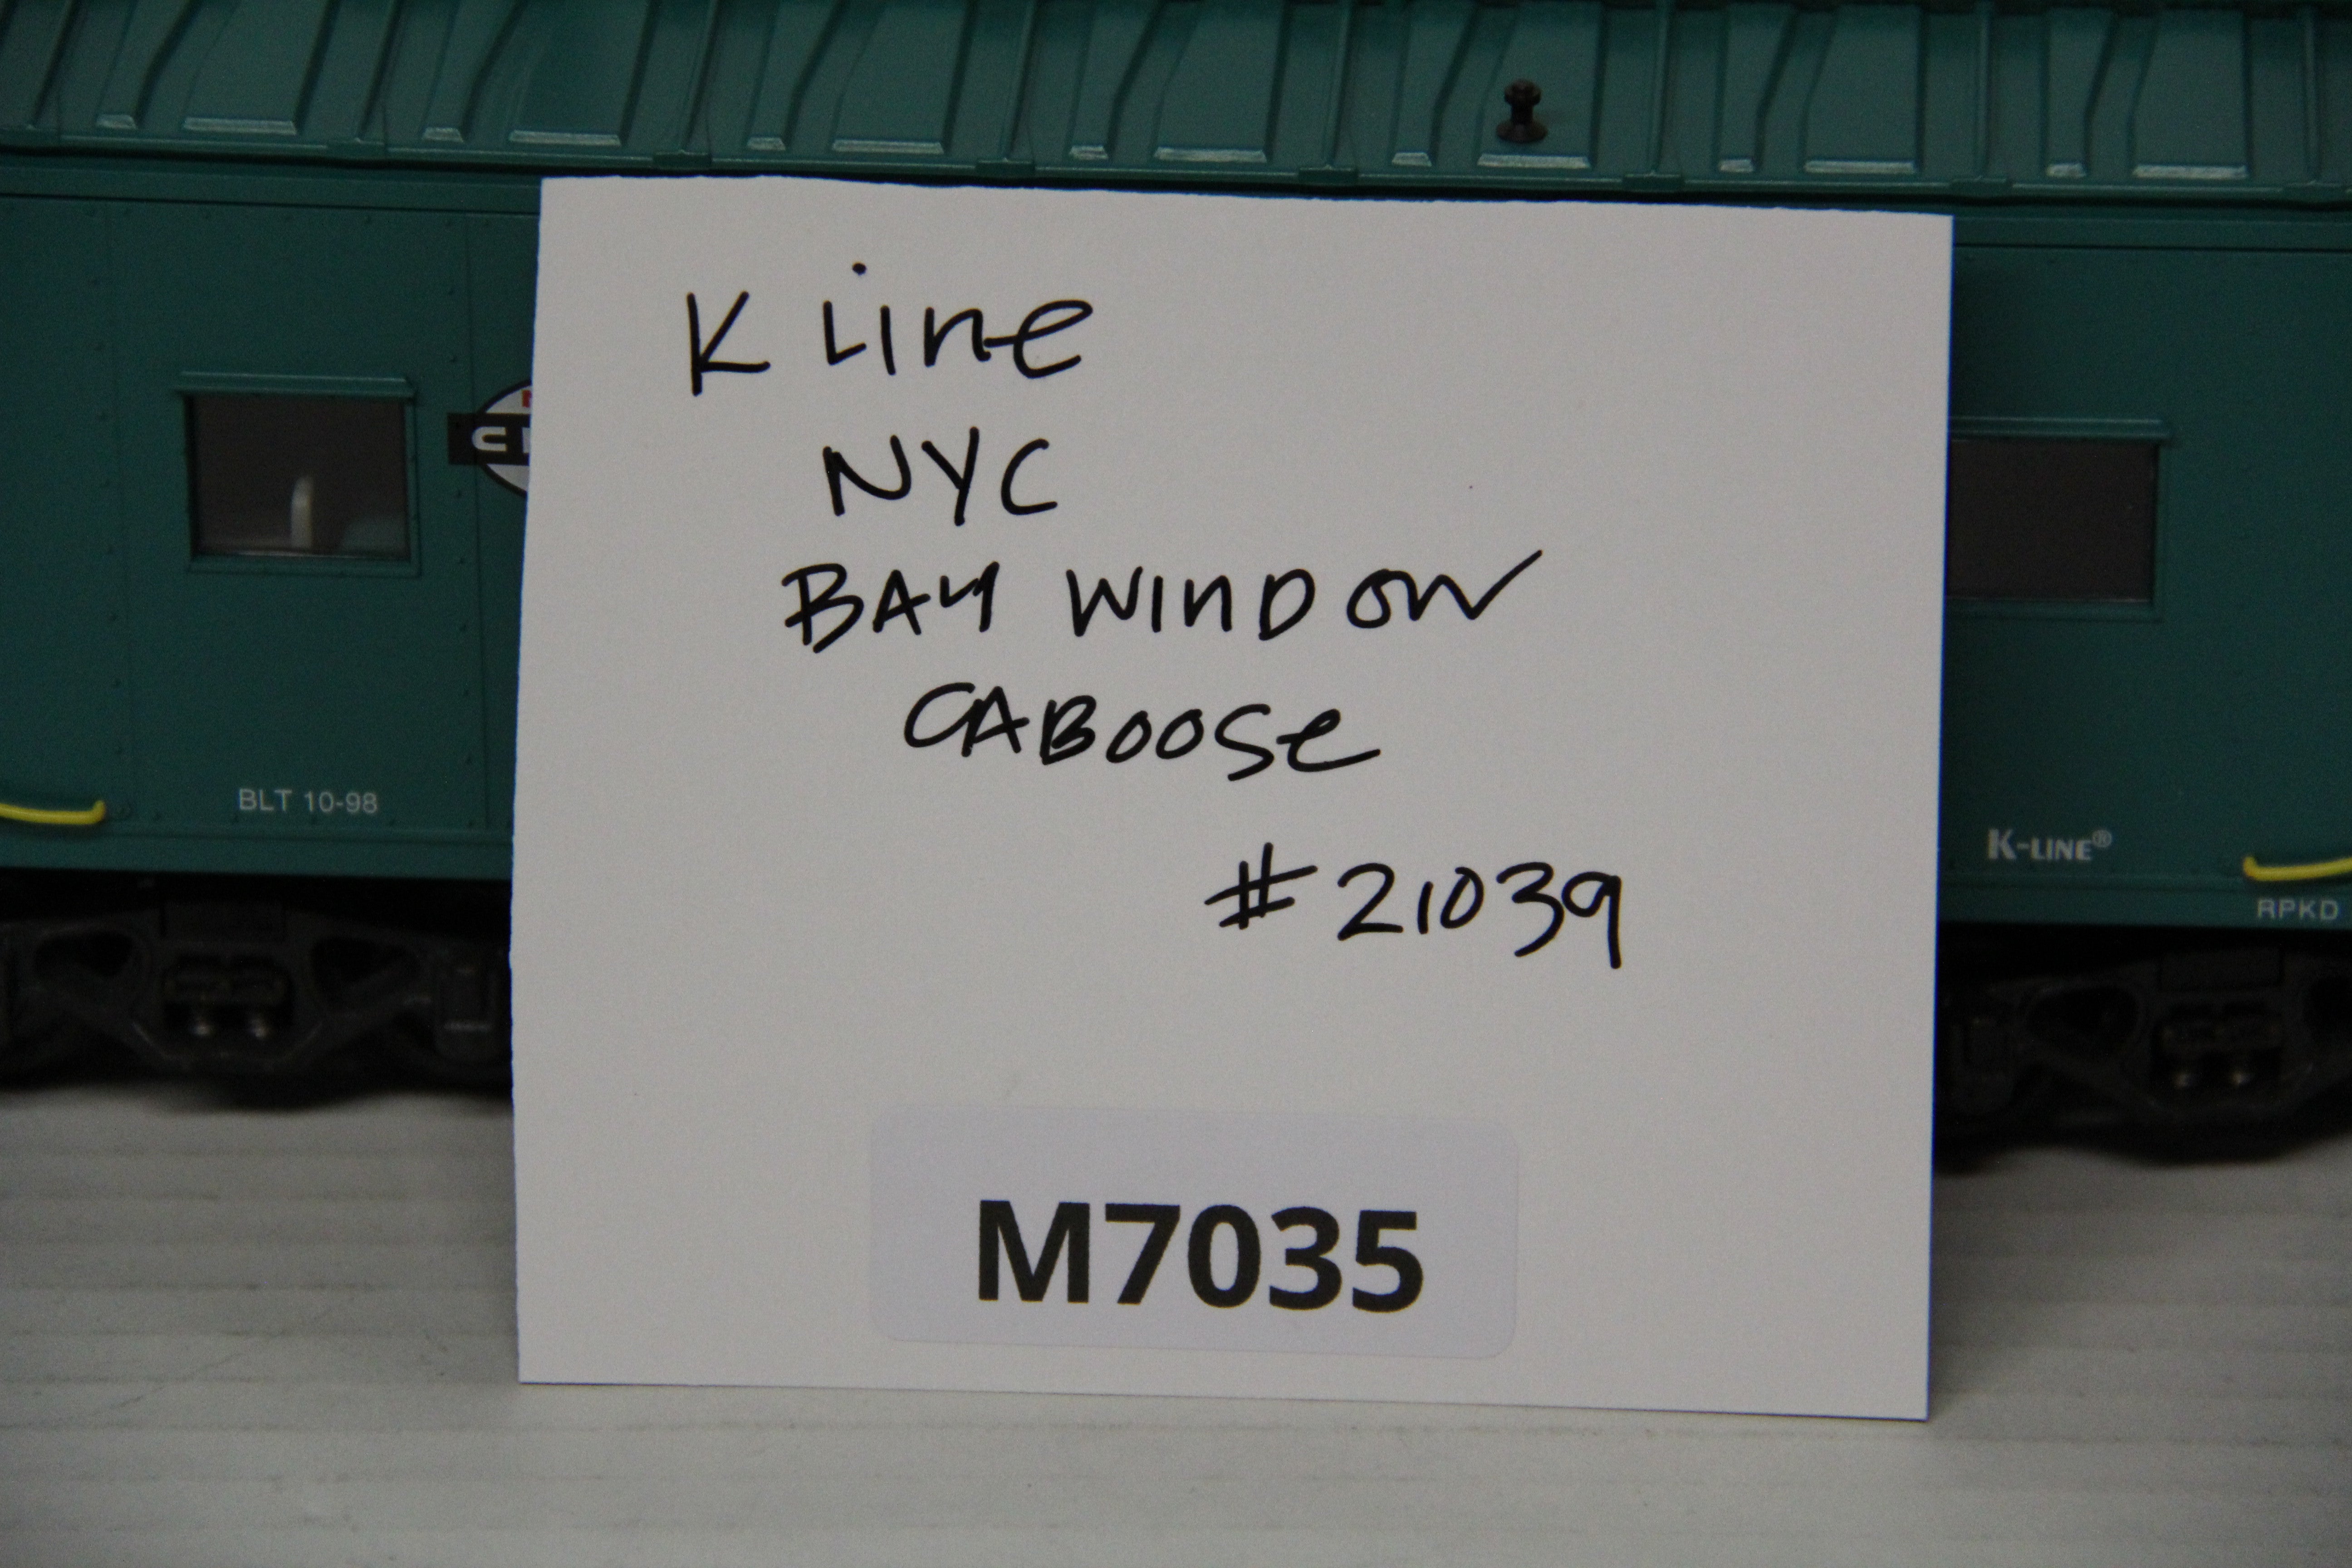 K Line
NYC
BAY WINDOW
CABOOSE
#21039
M7035
BLT 10-98
K-LINE®
RPKD